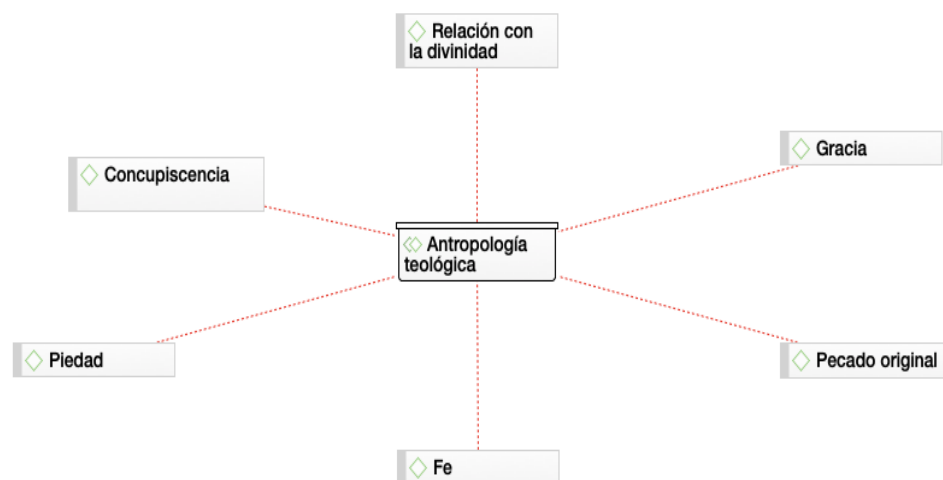 Relación con
la divinidad
Gracia
Concupiscencia
Antropología
teológica
Piedad
Pecado original
Fe